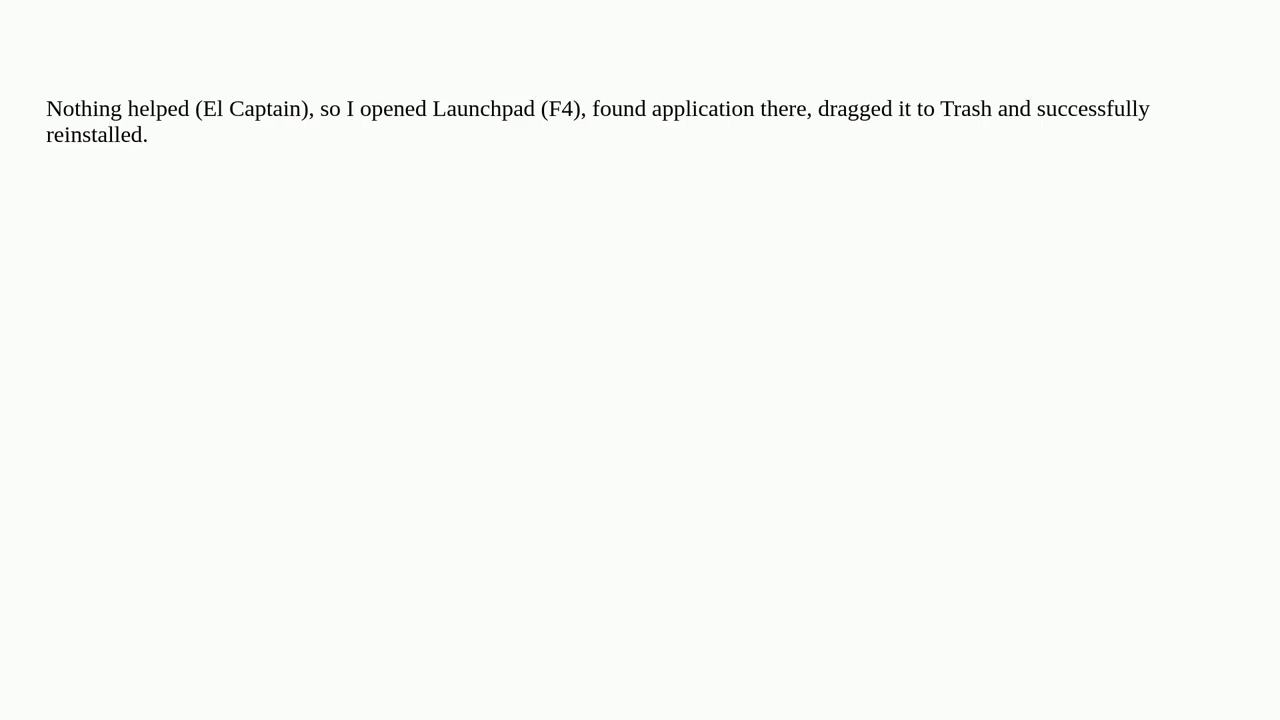 Nothing helped (El Captain), so I opened Launchpad (F4), found application there, dragged it to Trash and successfully
reinstalled.